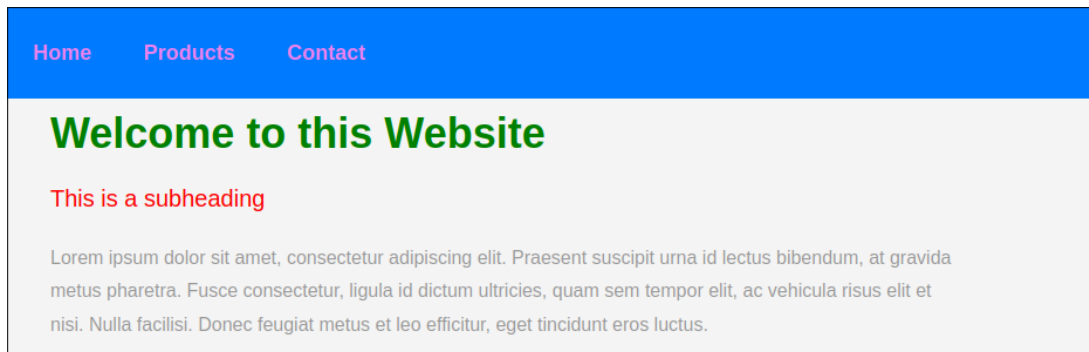 Home Products Contact
Welcome to this Website
This is a subheading
Lorem ipsum dolor sit amet, consectetur adipiscing elit. Praesent suscipit urna id lectus bibendum, at gravida
metus pharetra. Fusce consectetur, ligula id dictum ultricies, quam sem tempor elit, ac vehicula risus elit et
nisi. Nulla facilisi. Donec feugiat metus et leo efficitur, eget tincidunt eros luctus.